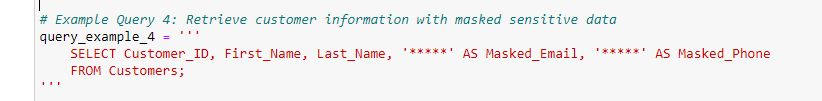 # Example Query 4: Retrieve customer information with masked sensitive data
query_example_4 = '''
    SELECT Customer_ID, First_Name, Last_Name, '*****' AS Masked_Email, '*****' AS Masked_Phone
    FROM Customers;
'''